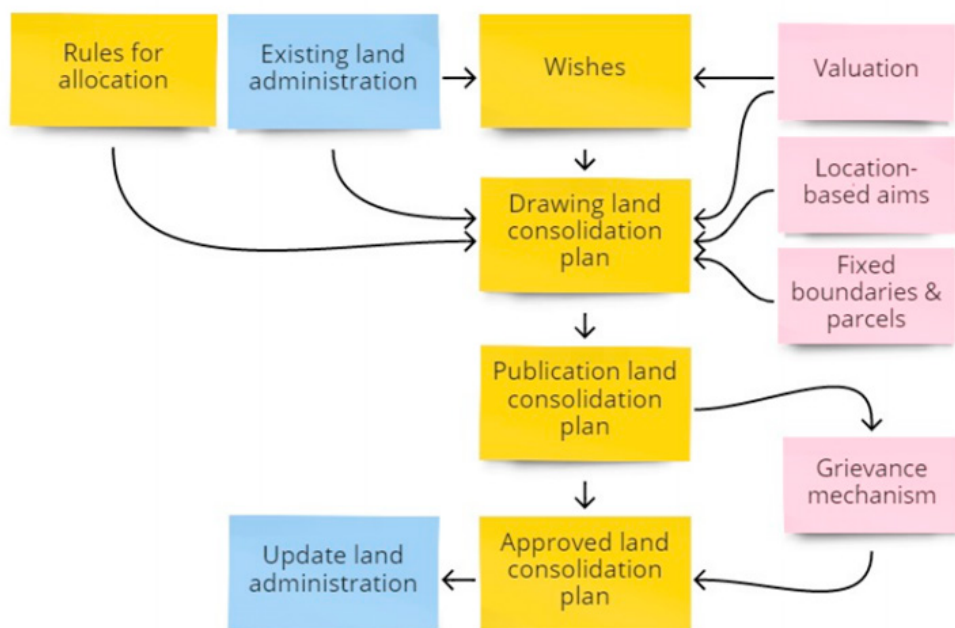 Rules for
allocation
Existing land
administration
Wishes
Valuation
Location-
based aims
Drawing land
consolidation
plan
Fixed
boundaries &
parcels
Publication land
consolidation
plan
Grievance
mechanism
Update land
administration
Approved land
consolidation
plan